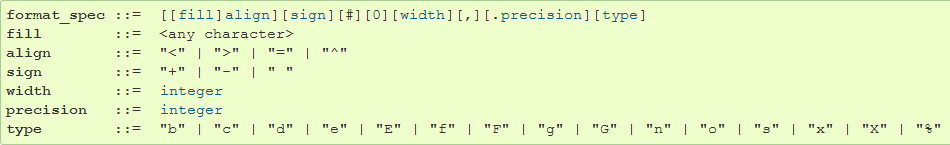 format_spec ::= [[fill]align][sign][#][0][width][,][.precision][type]
fill ::= <any character>
align ::= "<" | ">" | "=" | "^"
sign ::= "+" | "-" | " "
width ::= integer
precision ::= integer
type ::= "b" | "c" | "d" | "e" | "E" | "f" | "F" | "g" | "G" | "n" | "o" | "s" | "x" | "X" | "%"